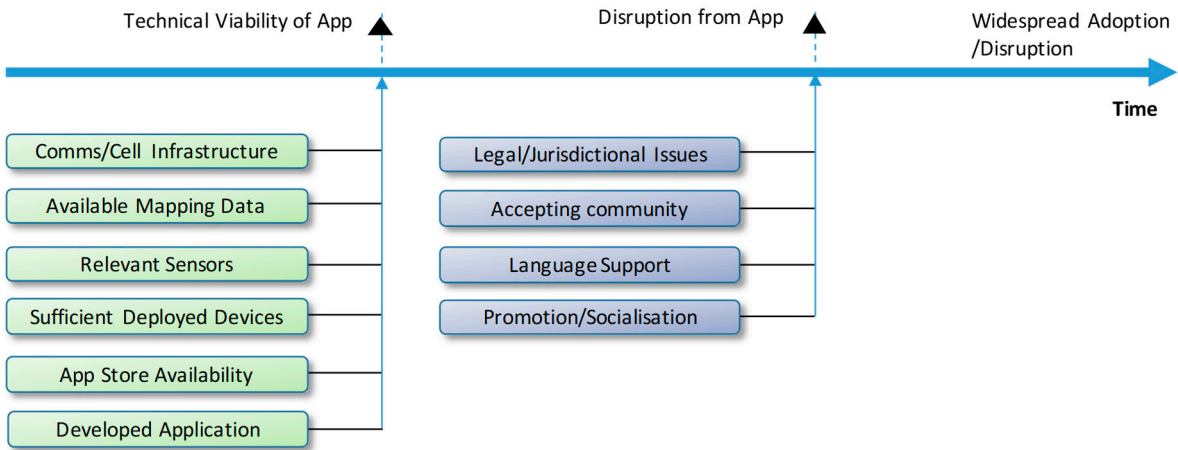 Technical Viability of App
Disruption from App
Widespread Adoption
/Disruption
Time
Comms/Cell Infrastructure
Available Mapping Data
Relevant Sensors
Sufficient Deployed Devices
App Store Availability
Developed Application
Legal/Jurisdictional Issues
Accepting community
Language Support
Promotion/Socialisation